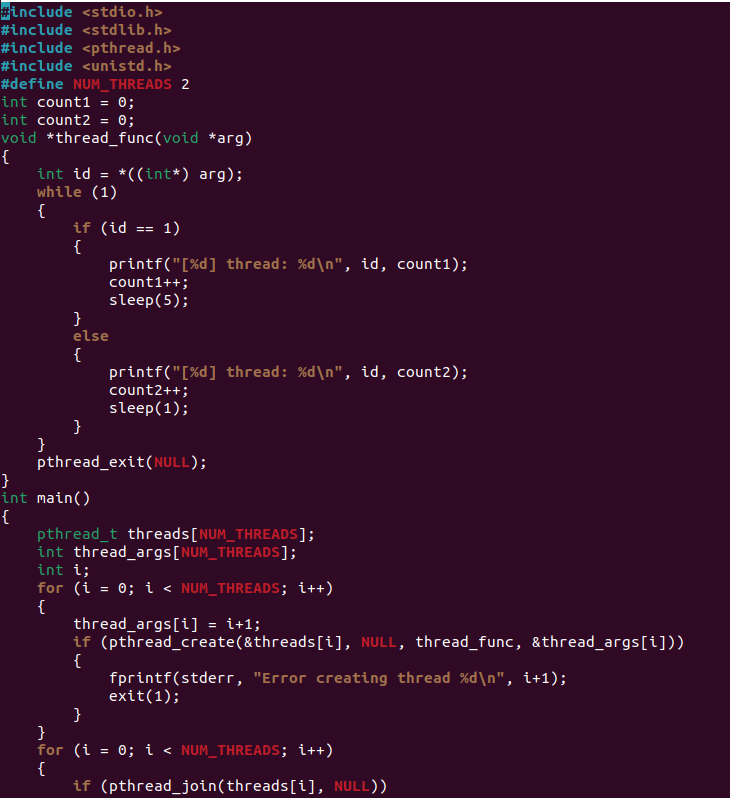 #include <stdio.h>
#include <stdlib.h>
#include <pthread.h>
#include <unistd.h>
#define NUM_THREADS 2
int count1 = 0;
int count2 = 0;
void *thread_func(void *arg)
{
    int id = *((int*) arg);
    while (1)
    {
        if (id == 1)
        {
            printf("[%d] thread: %d\n", id, count1);
            count1++;
            sleep(5);
        }
        else
        {
            printf("[%d] thread: %d\n", id, count2);
            count2++;
            sleep(1);
        }
    }
    pthread_exit(NULL);
}
int main()
{
    pthread_t threads[NUM_THREADS];
    int thread_args[NUM_THREADS];
    int i;
    for (i = 0; i < NUM_THREADS; i++)
    {
        thread_args[i] = i+1;
        if (pthread_create(&threads[i], NULL, thread_func, &thread_args[i]))
        {
            fprintf(stderr, "Error creating thread %d\n", i+1);
            exit(1);
        }
    }
    for (i = 0; i < NUM_THREADS; i++)
    {
        if (pthread_join(threads[i], NULL))